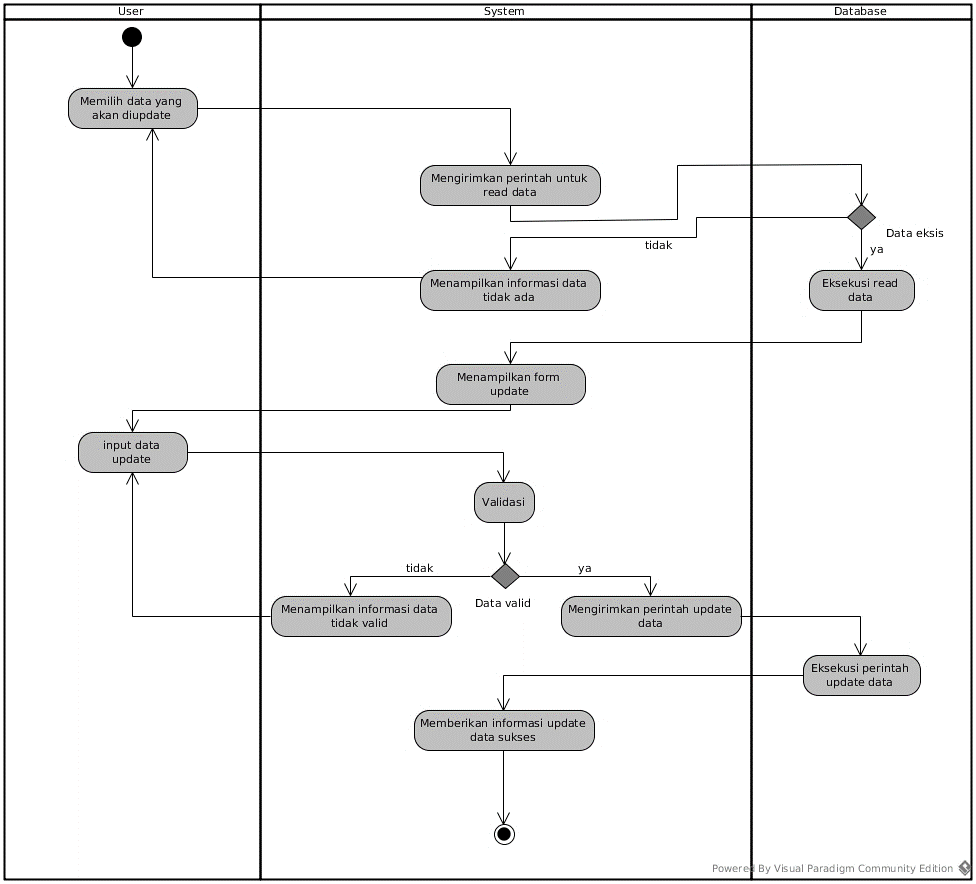 User
System
Database
Memilih data yang
akan diupdate
Mengirimkan perintah untuk
read data
Data eksis
tidak
ya
Menampilkan informasi data
tidak ada
Eksekusi read
data
Menampilkan form
update
input data
update
Validasi
tidak
ya
Data valid
Menampilkan informasi data
tidak valid
Mengirimkan perintah update
data
Eksekusi perintah
update data
Memberikan informasi update
data sukses
Powered By Visual Paradigm Community Edition